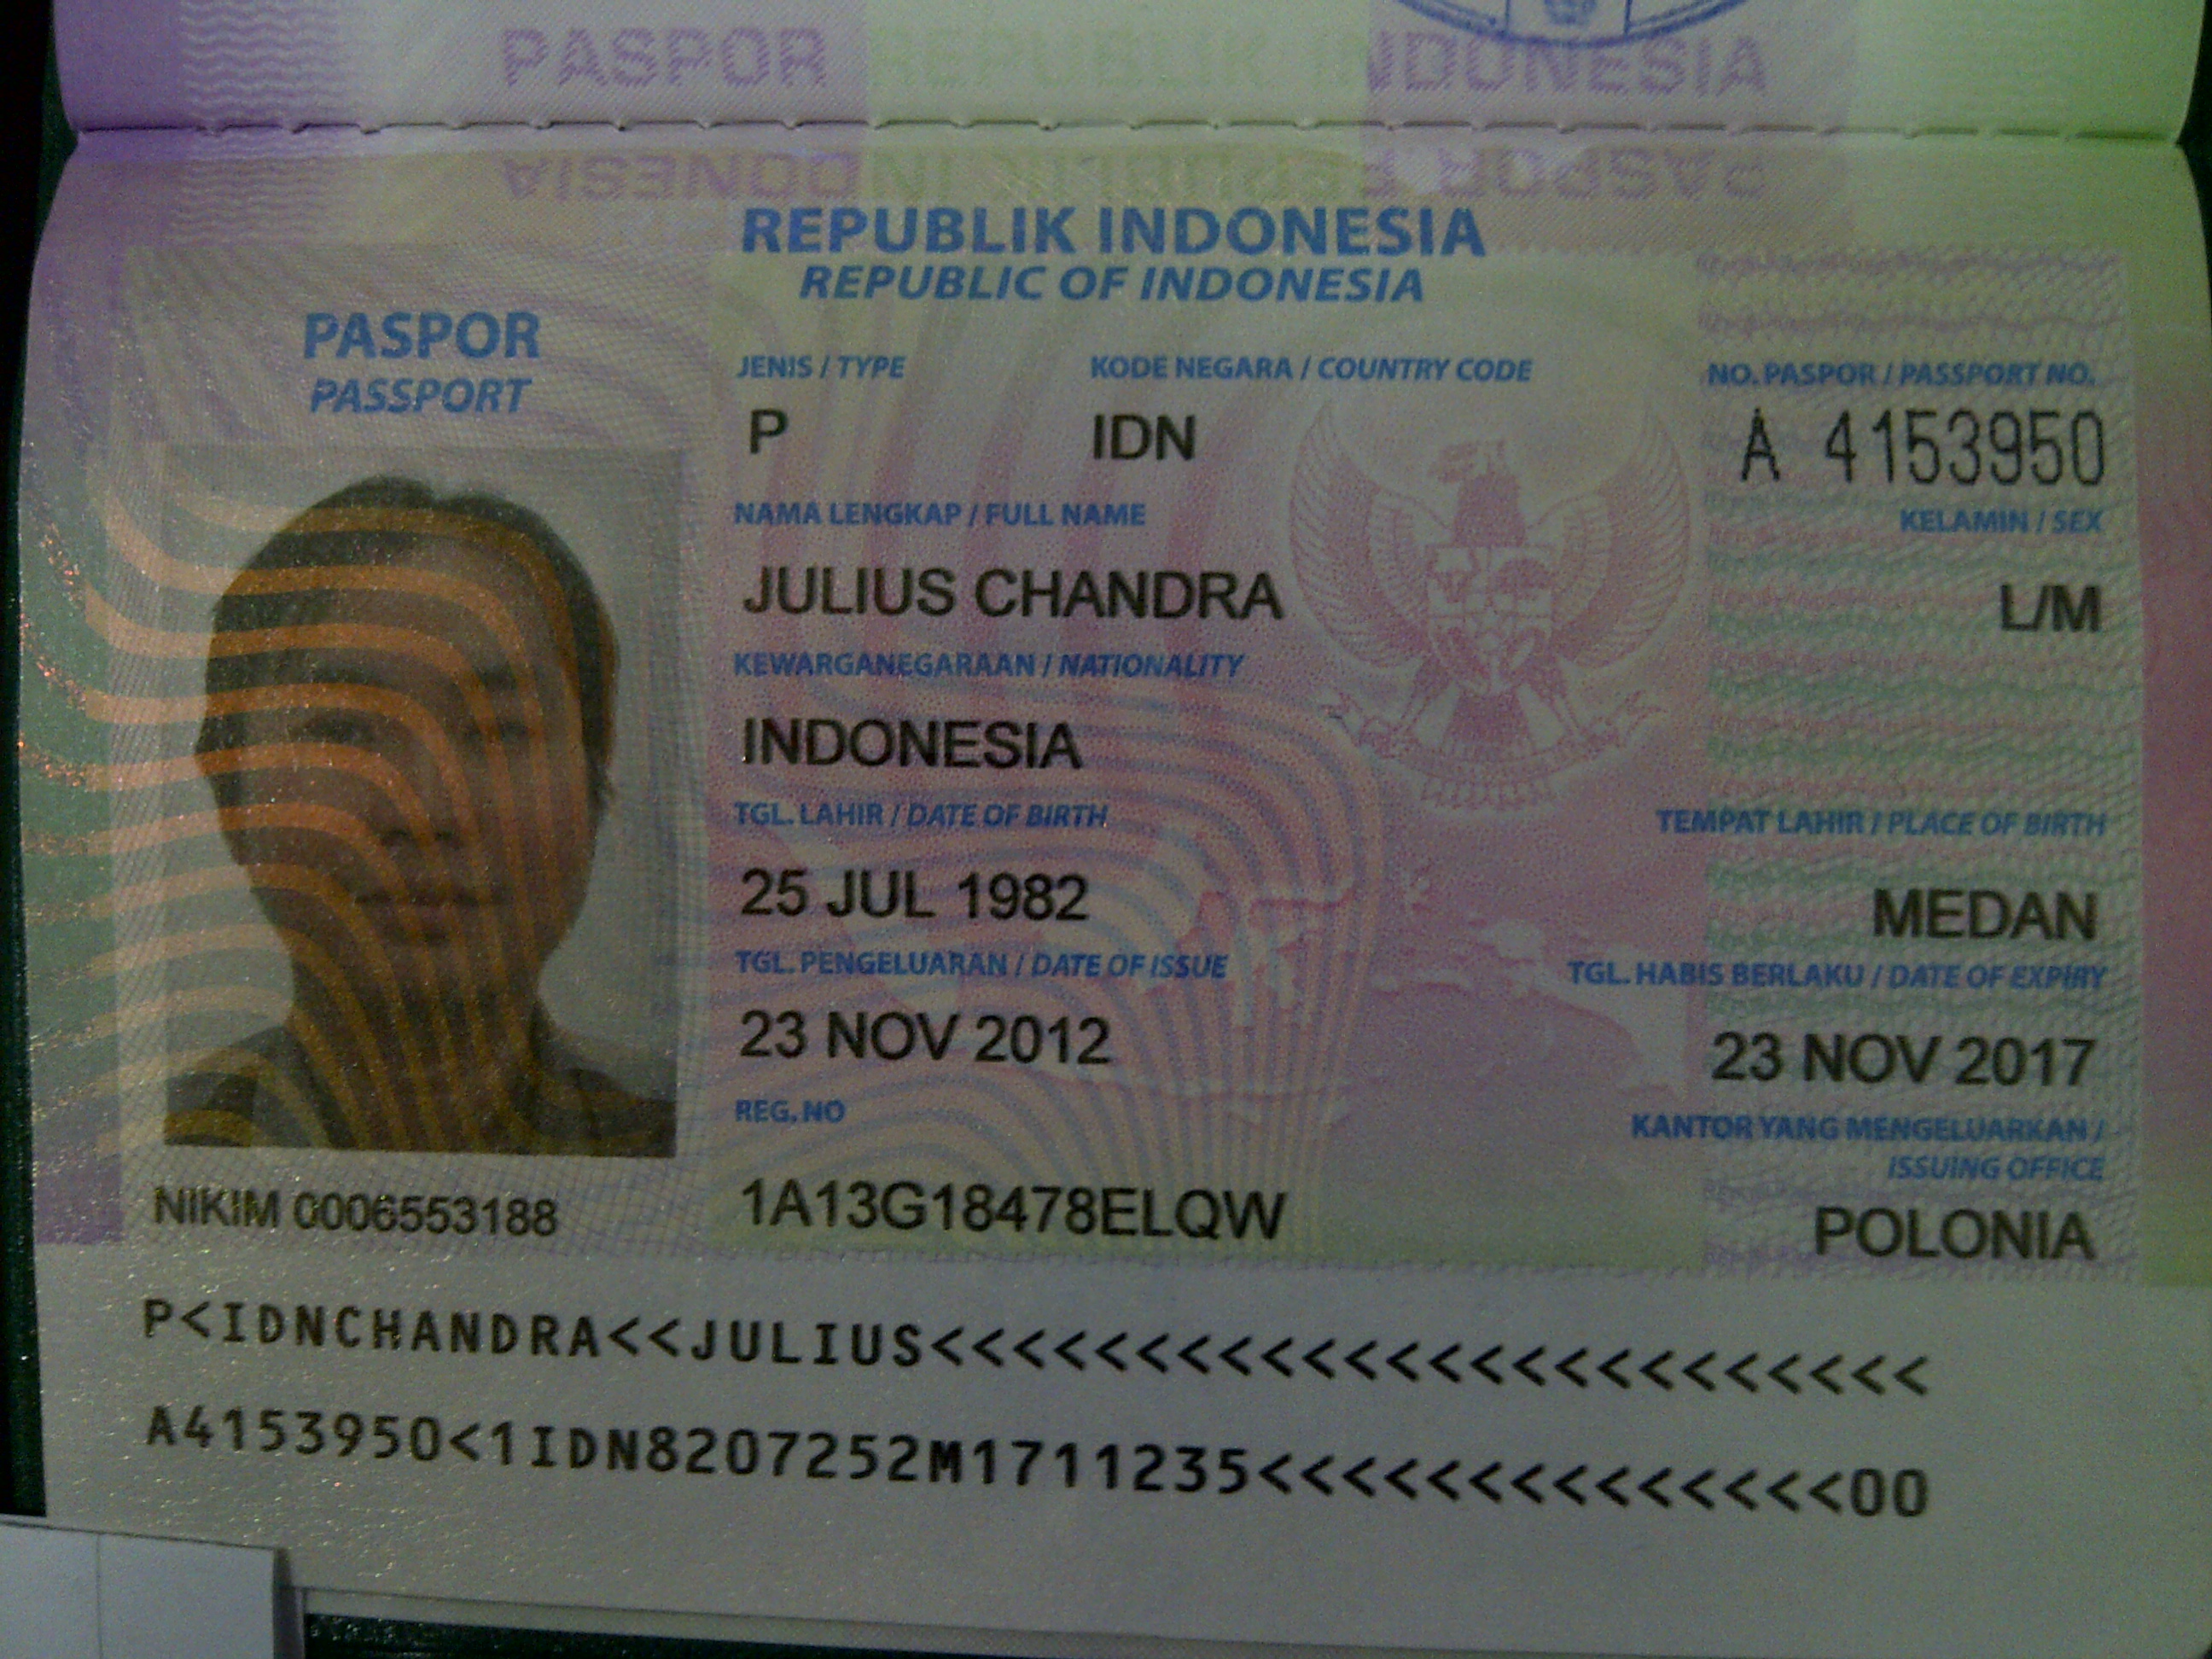 PASPOR REPUBLIK INDONESIA
PASPOR REPUBLIK INDONESIA
REPUBLIK INDONESIA
REPUBLIC OF INDONESIA
PASPOR
PASSPORT
JENIS / TYPE KODE NEGARA / COUNTRY CODE NO. PASPOR / PASSPORT NO.
P IDN A 4153950
NAMA LENGKAP / FULL NAME KELAMIN / SEX
JULIUS CHANDRA L/M
KEWARGANEGARAAN / NATIONALITY
INDONESIA
TGL. LAHIR / DATE OF BIRTH TEMPAT LAHIR / PLACE OF BIRTH
25 JUL 1982 MEDAN
TGL. PENGELUARAN / DATE OF ISSUE TGL. HABIS BERLAKU / DATE OF EXPIRY
23 NOV 2012 23 NOV 2017
REG. NO KANTOR YANG MENGELUARKAN /
ISSUING OFFICE
NIKIM 0006553188 1A13G18478ELQW POLONIA
P<IDNCHANDRA<<JULIUS<<<<<<<<<<<<<<<<<<<<<<<<
A4153950<1IDN8207252M1711235<<<<<<<<<<<<<<00